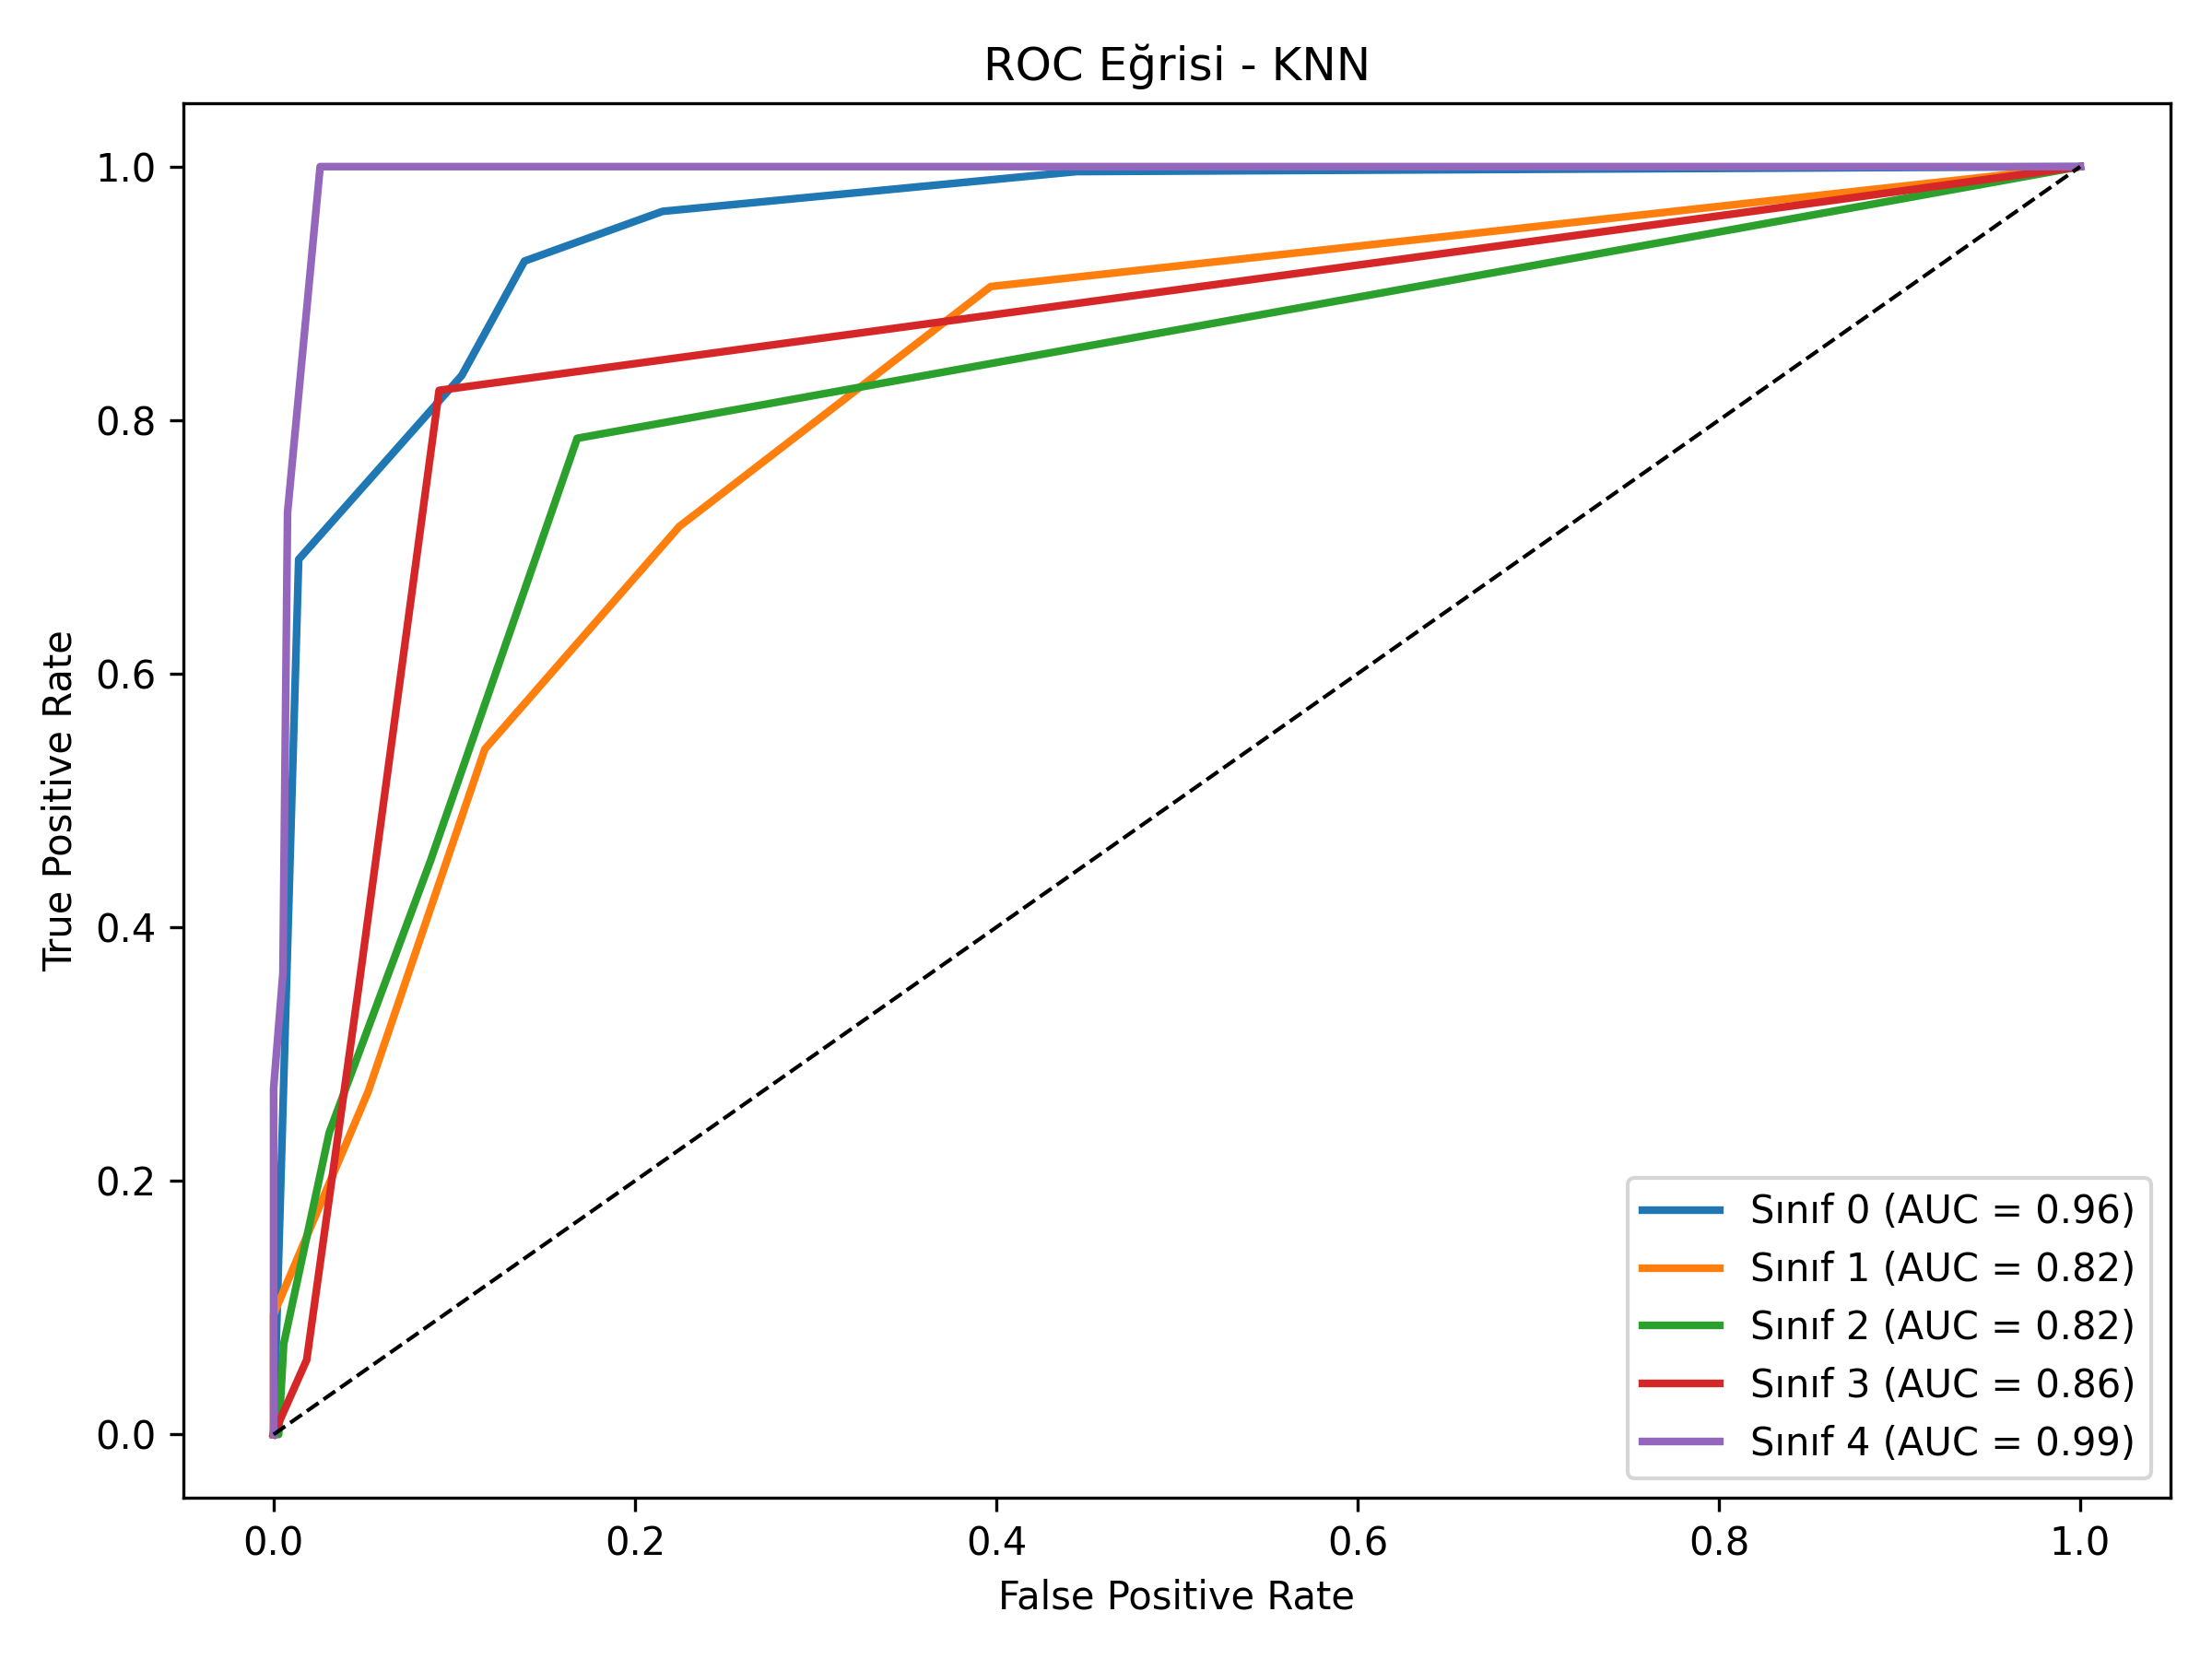 ROC Eğrisi - KNN
1.0
0.8
0.6
0.4
0.2
0.0
True Positive Rate
0.0 0.2 0.4 0.6 0.8 1.0
False Positive Rate
Sınıf 0 (AUC = 0.96)
Sınıf 1 (AUC = 0.82)
Sınıf 2 (AUC = 0.82)
Sınıf 3 (AUC = 0.86)
Sınıf 4 (AUC = 0.99)